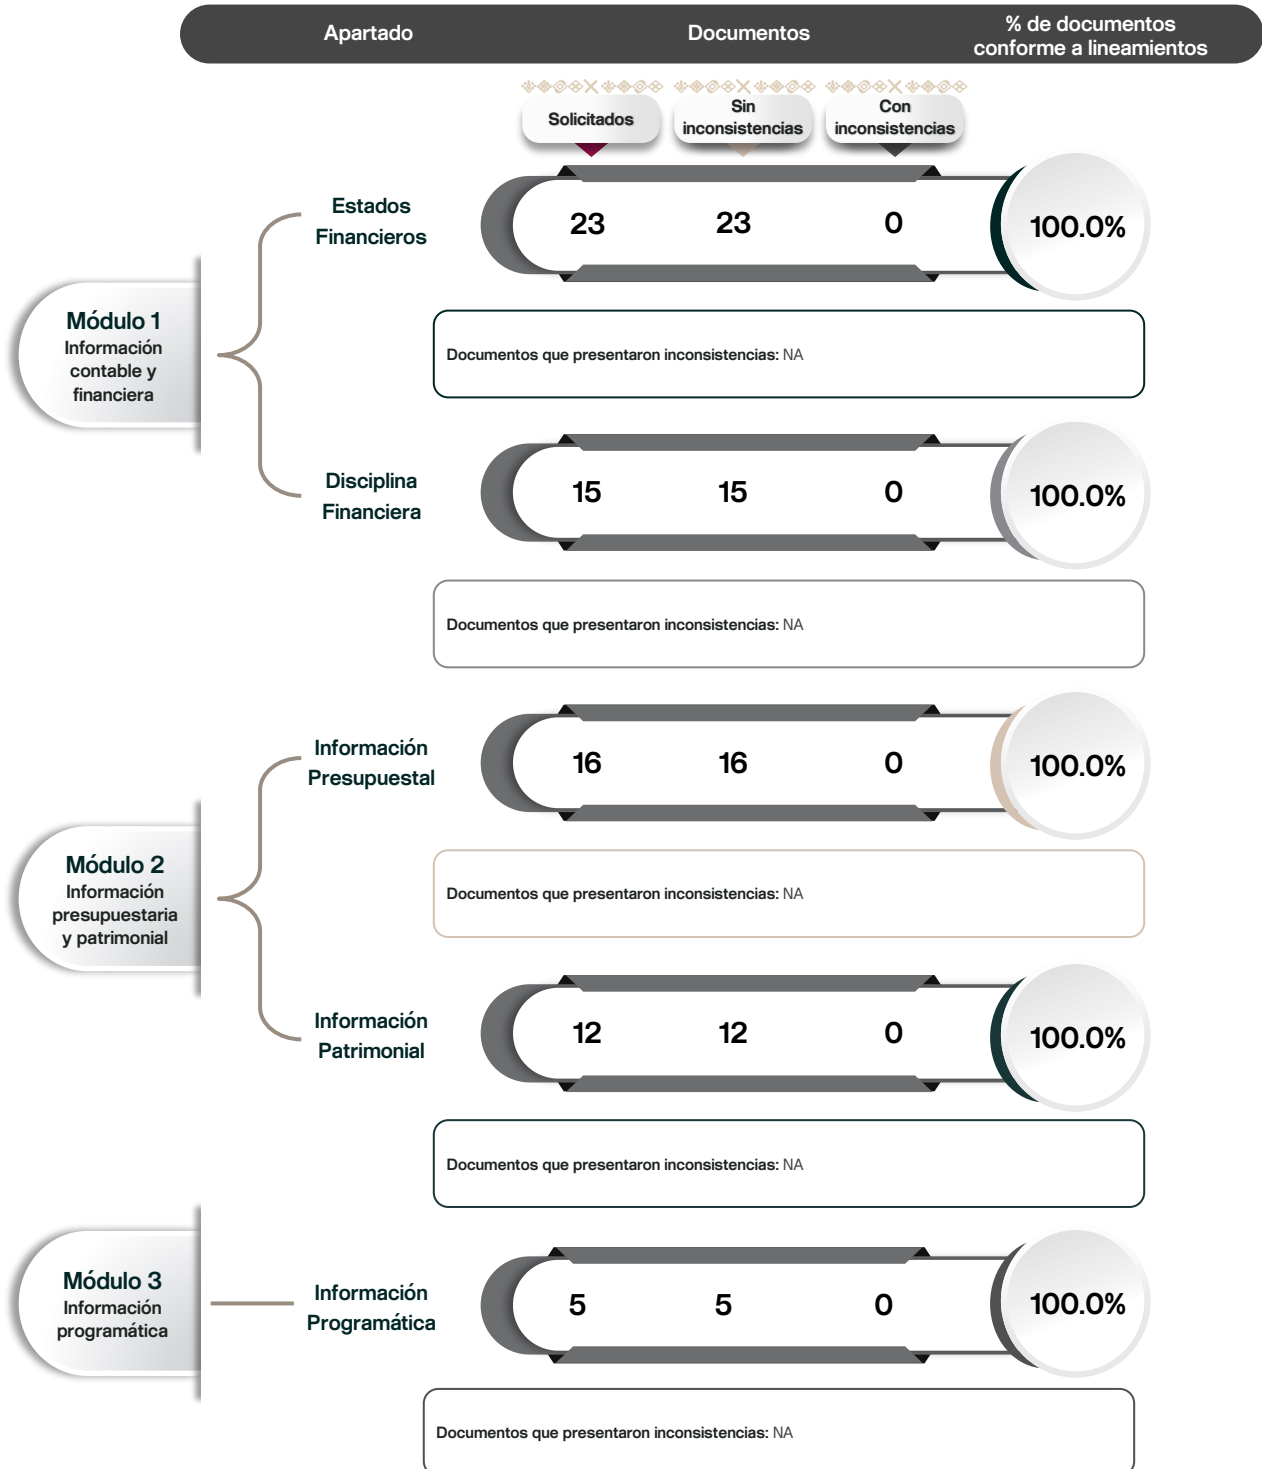 Apartado
Documentos
% de documentos
conforme a lineamientos
Solicitados
Sin
inconsistencias
Con
inconsistencias
Módulo 1
Información
contable y
financiera
Estados
Financieros
23
23
0
100.0%
Documentos que presentaron inconsistencias: NA
Disciplina
Financiera
15
15
0
100.0%
Documentos que presentaron inconsistencias: NA
Módulo 2
Información
presupuestaria
y patrimonial
Información
Presupuestal
16
16
0
100.0%
Documentos que presentaron inconsistencias: NA
Información
Patrimonial
12
12
0
100.0%
Documentos que presentaron inconsistencias: NA
Módulo 3
Información
programática
Información
Programática
5
5
0
100.0%
Documentos que presentaron inconsistencias: NA